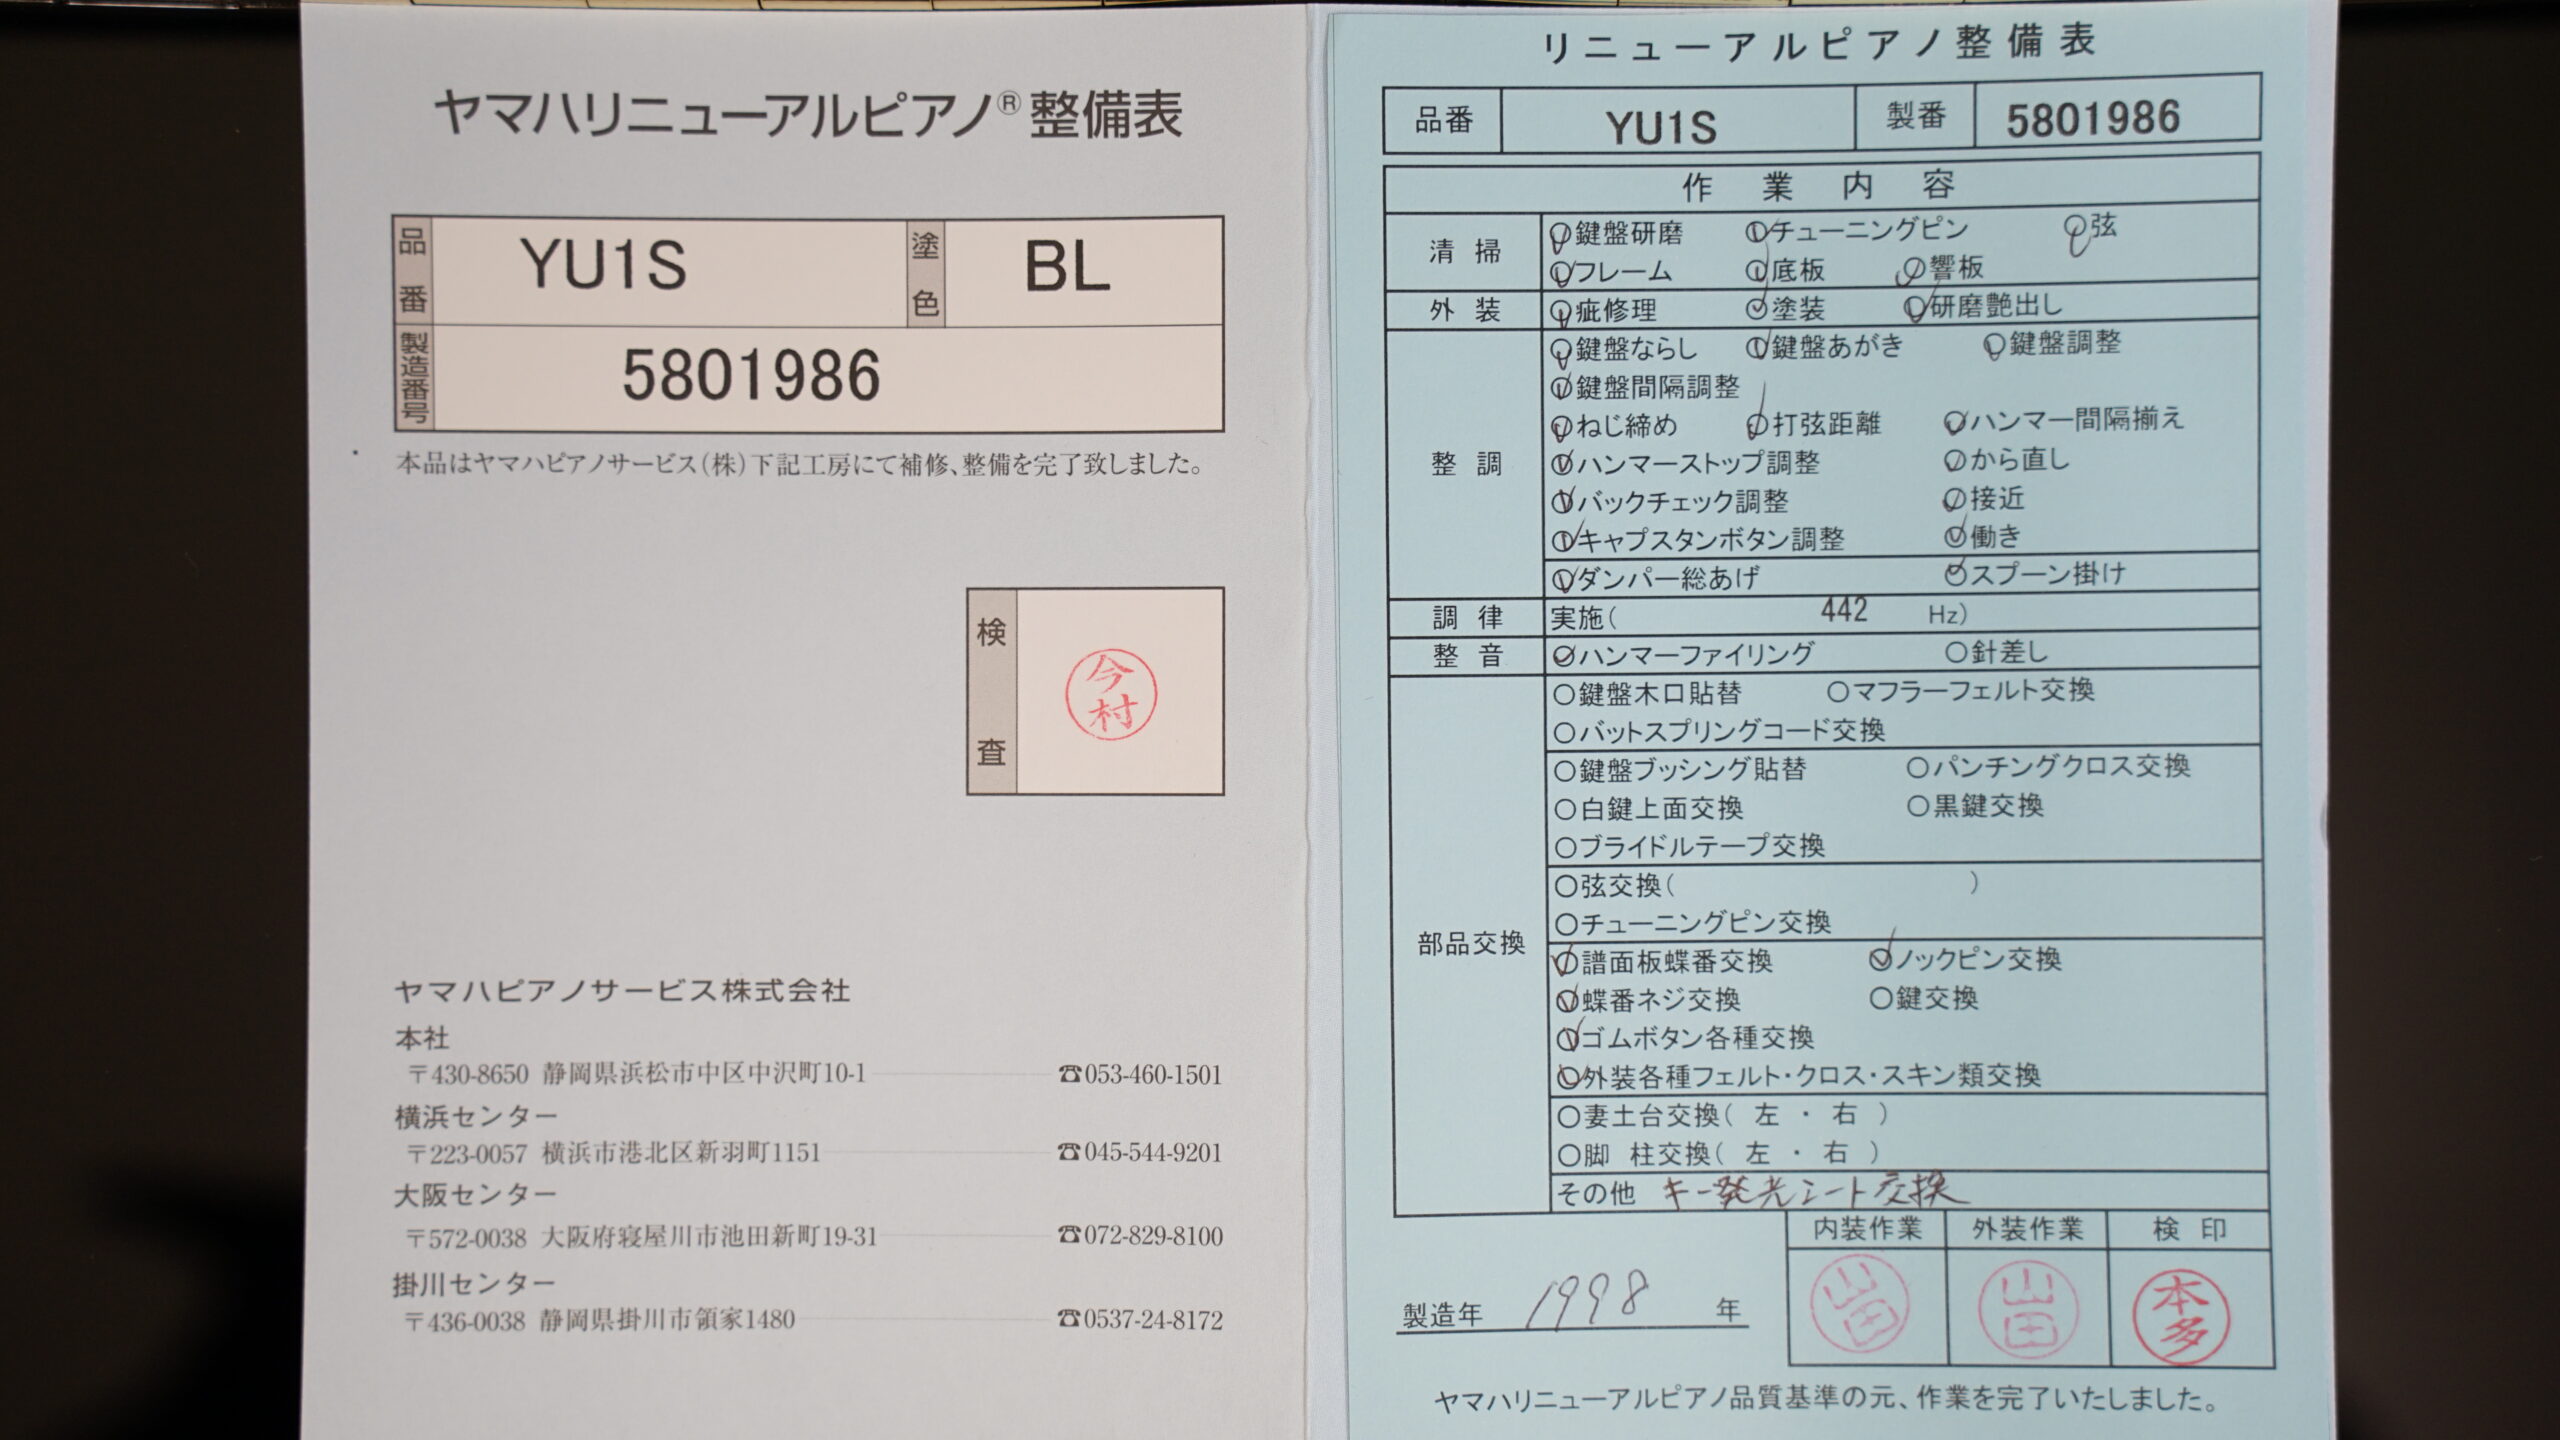 ヤマハリニューアルピアノ®整備表
品番 YU1S 塗色 BL
製造番号 5801986
本品はヤマハピアノサービス(株)下記工房にて補修、整備を完了致しました。
検査 今村
ヤマハピアノサービス株式会社
本社
〒430-8650 静岡県浜松市中区中沢町10-1 ☎053-460-1501
横浜センター
〒223-0057 横浜市港北区新羽町1151 ☎045-544-9201
大阪センター
〒572-0038 大阪府寝屋川市池田新町19-31 ☎072-829-8100
掛川センター
〒436-0038 静岡県掛川市領家1480 ☎0537-24-8172
リニューアルピアノ整備表
品番 YU1S 製番 5801986
作業内容
清掃 ○鍵盤研磨 ○チューニングピン ○弦
○フレーム ○底板 ○響板
外装 ○疵修理 ○塗装 ○研磨艶出し
整調 ○鍵盤ならし ○鍵盤あがき ○鍵盤調整
○鍵盤間隔調整
○ねじ締め ○打弦距離 ○ハンマー間隔揃え
○ハンマーストップ調整 ○から直し
○バックチェック調整 ○接近
○キャプスタンボタン調整 ○働き
○ダンパー総あげ ○スプーン掛け
調律 実施( 442 Hz)
整音 ○ハンマーファイリング ○針差し
部品交換 ○鍵盤木口貼替 ○マフラーフェルト交換
○バットスプリングコード交換
○鍵盤ブッシング貼替 ○パンチングクロス交換
○白鍵上面交換 ○黒鍵交換
○ブライドルテープ交換
○弦交換( )
○チューニングピン交換
○譜面板蝶番交換 ○ノックピン交換
○蝶番ネジ交換 ○鍵交換
○ゴムボタン各種交換
○外装各種フェルト・クロス・スキン類交換
○妻土台交換( 左 ・ 右 )
○脚 柱交換( 左 ・ 右 )
その他 キー発光シート交換
内装作業 外装作業 検印
製造年 1998 年 山田 山田 本多
ヤマハリニューアルピアノ品質基準の元、作業を完了いたしました。